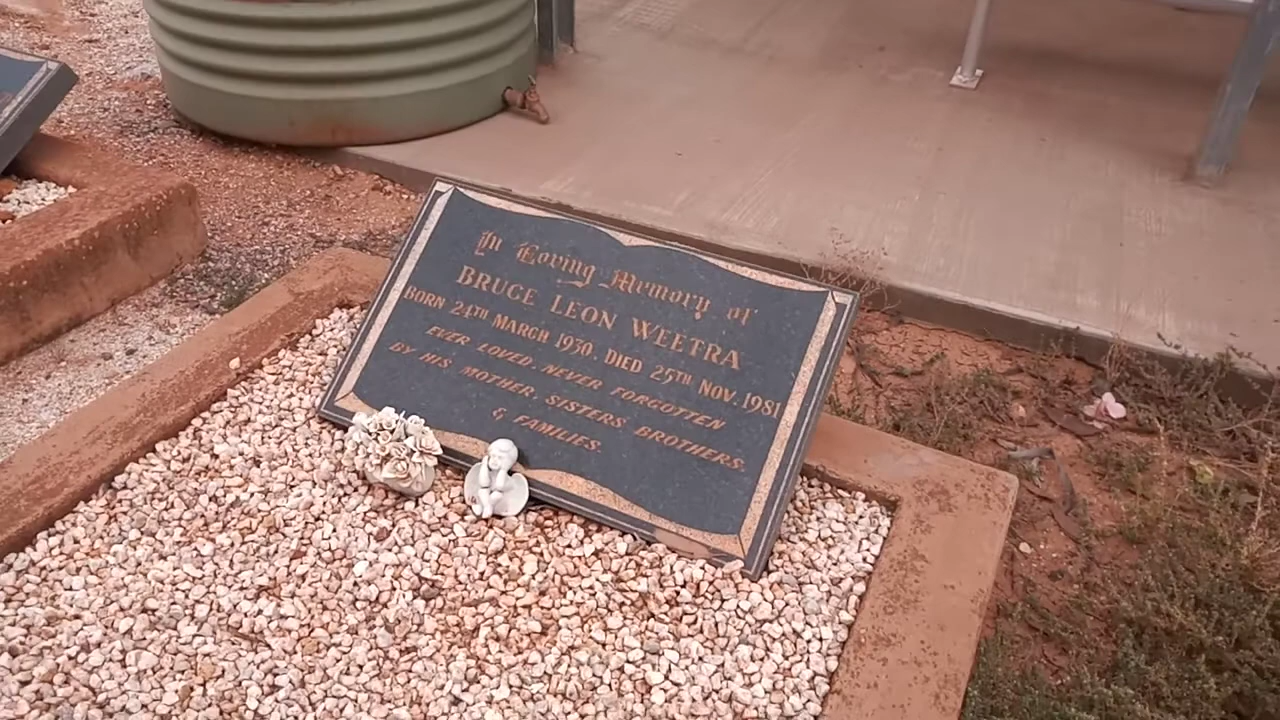 In Loving Memory of
BRUCE LEON WEETRA
BORN 24TH MARCH 1930. DIED 25TH NOV. 1981
EVER LOVED, NEVER FORGOTTEN
BY HIS MOTHER, SISTERS BROTHERS,
& FAMILIES.